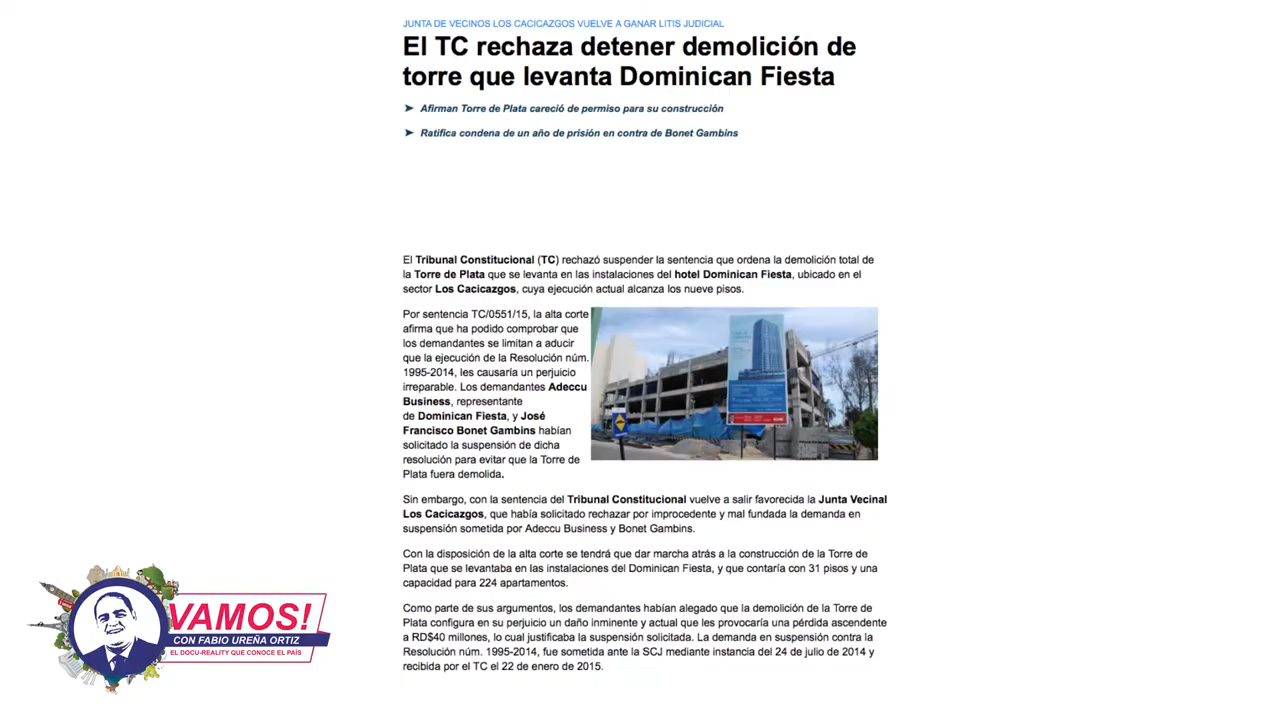 JUNTA DE VECINOS LOS CACICAZGOS VUELVE A GANAR LITIS JUDICIAL
El TC rechaza detener demolición de
torre que levanta Dominican Fiesta
➤ Afirman Torre de Plata careció de permiso para su construcción
➤ Ratifica condena de un año de prisión en contra de Bonet Gambins
El Tribunal Constitucional (TC) rechazó suspender la sentencia que ordena la demolición total de
la Torre de Plata que se levanta en las instalaciones del hotel Dominican Fiesta, ubicado en el
sector Los Cacicazgos, cuya ejecución actual alcanza los nueve pisos.
Por sentencia TC/0551/15, la alta corte
afirma que ha podido comprobar que
los demandantes se limitan a aducir
que la ejecución de la Resolución núm.
1995-2014, les causaría un perjuicio
irreparable. Los demandantes Adeccu
Business, representante
de Dominican Fiesta, y José
Francisco Bonet Gambins habían
solicitado la suspensión de dicha
resolución para evitar que la Torre de
Plata fuera demolida.
Sin embargo, con la sentencia del Tribunal Constitucional vuelve a salir favorecida la Junta Vecinal
Los Cacicazgos, que había solicitado rechazar por improcedente y mal fundada la demanda en
suspensión sometida por Adeccu Business y Bonet Gambins.
Con la disposición de la alta corte se tendrá que dar marcha atrás a la construcción de la Torre de
Plata que se levantaba en las instalaciones del Dominican Fiesta, y que contaría con 31 pisos y una
capacidad para 224 apartamentos.
Como parte de sus argumentos, los demandantes habían alegado que la demolición de la Torre de
Plata configura en su perjuicio un daño inminente y actual que les provocaría una pérdida ascendente
a RD$40 millones, lo cual justificaba la suspensión solicitada. La demanda en suspensión contra la
Resolución núm. 1995-2014, fue sometida ante la SCJ mediante instancia del 24 de julio de 2014 y
recibida por el TC el 22 de enero de 2015.
VAMOS!
CON FABIO UREÑA ORTIZ
EL DOCU-REALITY QUE CONOCE EL PAÍS